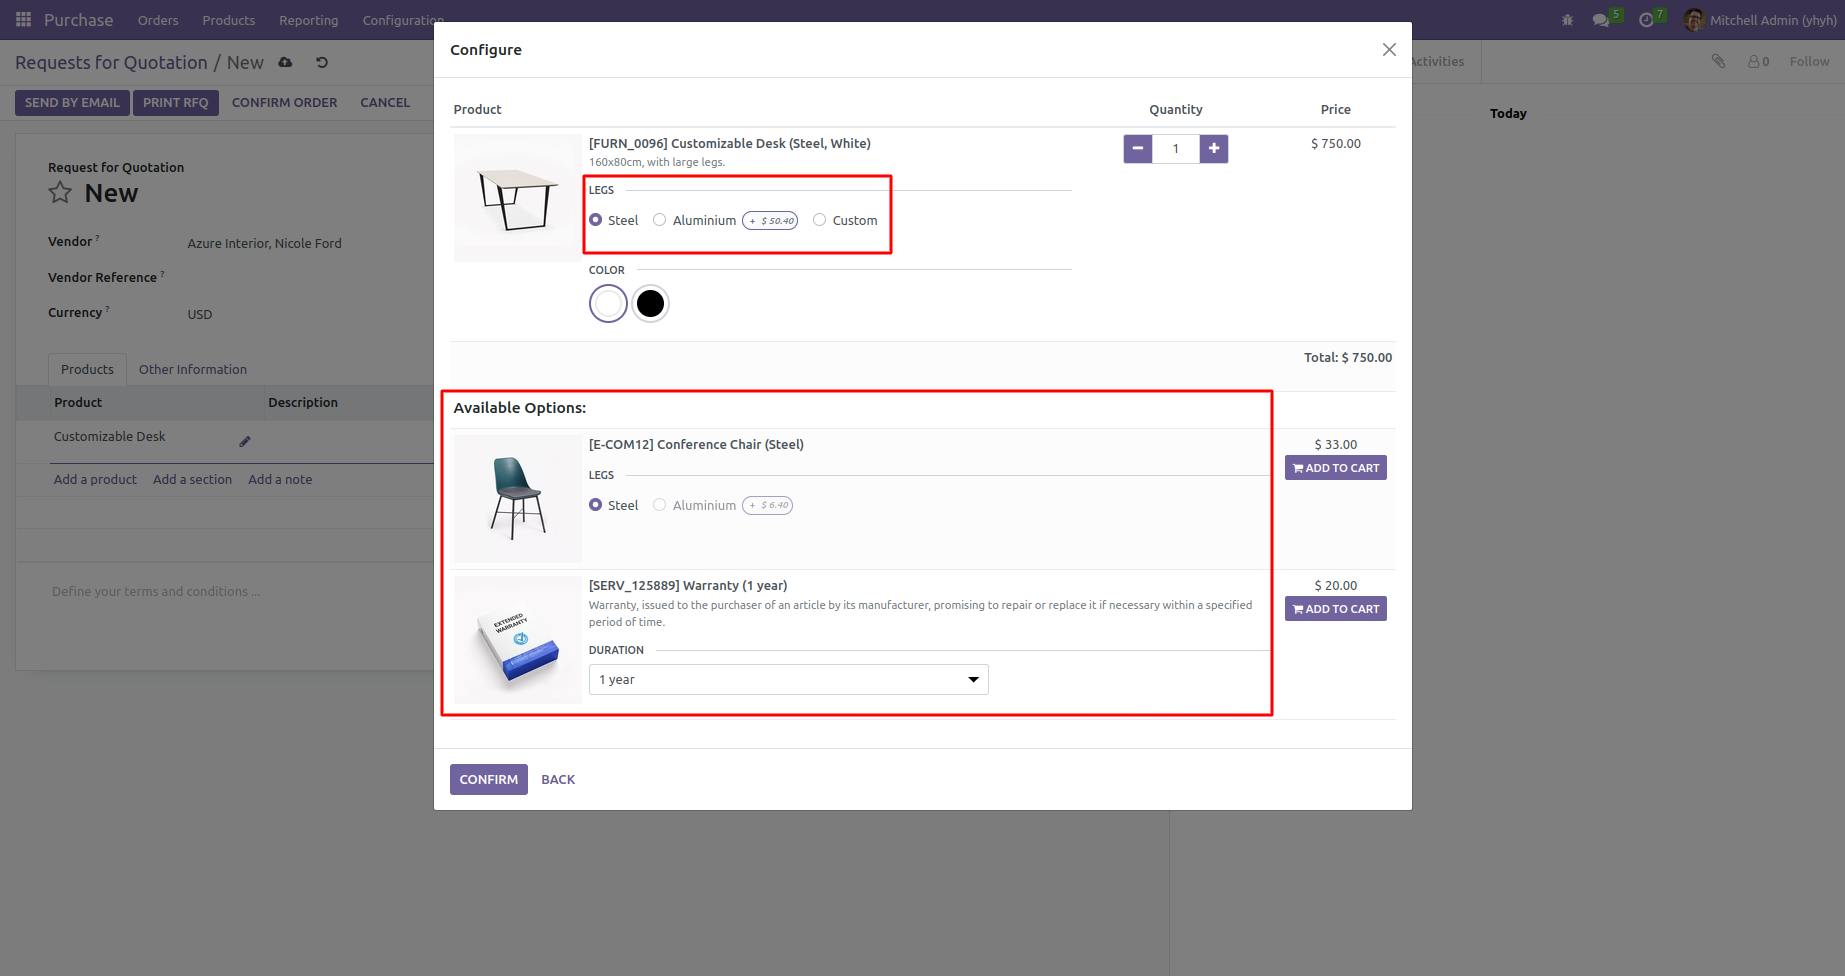 Purchase Orders Products Reporting Configuration 5 7 Mitchell Admin (yhyh)
Requests for Quotation / New
SEND BY EMAIL PRINT RFQ CONFIRM ORDER CANCEL
Activities 0 Follow
Today
Request for Quotation
New
Vendor ? Azure Interior, Nicole Ford
Vendor Reference ?
Currency ? USD
Products Other Information
Product Description
Customizable Desk
Add a product Add a section Add a note
Define your terms and conditions ...
Configure
Product Quantity Price
[FURN_0096] Customizable Desk (Steel, White) 1 $ 750.00
160x80cm, with large legs.
LEGS
Steel Aluminium + $ 50.40 Custom
COLOR
Total: $ 750.00
Available Options:
[E-COM12] Conference Chair (Steel) $ 33.00
ADD TO CART
LEGS
Steel Aluminium + $ 6.40
[SERV_125889] Warranty (1 year) $ 20.00
Warranty, issued to the purchaser of an article by its manufacturer, promising to repair or replace it if necessary within a specified
period of time.
ADD TO CART
EXTENDED
WARRANTY
DURATION
1 year
CONFIRM BACK